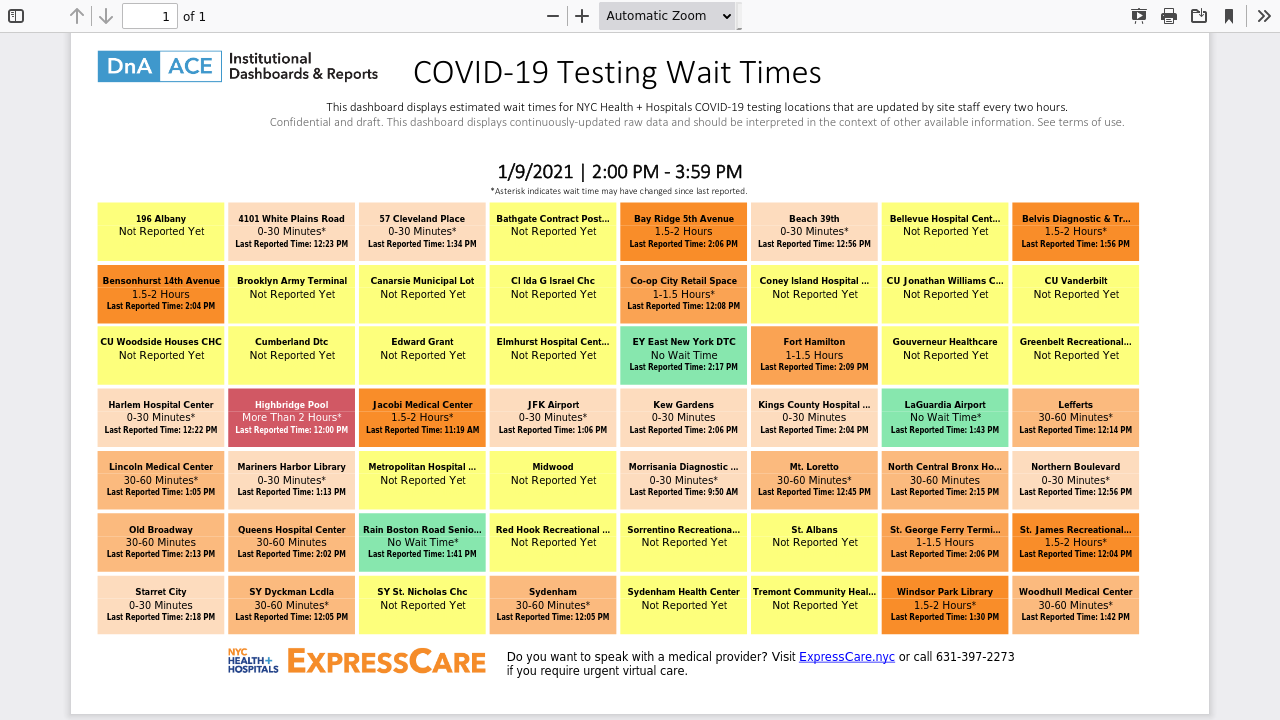 1 of 1 Automatic Zoom
DnA ACE Institutional Dashboards & Reports
COVID-19 Testing Wait Times
This dashboard displays estimated wait times for NYC Health + Hospitals COVID-19 testing locations that are updated by site staff every two hours.
Confidential and draft. This dashboard displays continuously-updated raw data and should be interpreted in the context of other available information. See terms of use.
1/9/2021 | 2:00 PM - 3:59 PM
*Asterisk indicates wait time may have changed since last reported.
196 Albany
Not Reported Yet
4101 White Plains Road
0-30 Minutes*
Last Reported Time: 12:23 PM
57 Cleveland Place
0-30 Minutes*
Last Reported Time: 1:34 PM
Bathgate Contract Post...
Not Reported Yet
Bay Ridge 5th Avenue
1.5-2 Hours
Last Reported Time: 2:06 PM
Beach 39th
0-30 Minutes*
Last Reported Time: 12:56 PM
Bellevue Hospital Cent...
Not Reported Yet
Belvis Diagnostic & Tr...
1.5-2 Hours*
Last Reported Time: 1:56 PM
Bensonhurst 14th Avenue
1.5-2 Hours
Last Reported Time: 2:04 PM
Brooklyn Army Terminal
Not Reported Yet
Canarsie Municipal Lot
Not Reported Yet
CI Ida G Israel Chc
Not Reported Yet
Co-op City Retail Space
1-1.5 Hours*
Last Reported Time: 12:08 PM
Coney Island Hospital ...
Not Reported Yet
CU Jonathan Williams C...
Not Reported Yet
CU Vanderbilt
Not Reported Yet
CU Woodside Houses CHC
Not Reported Yet
Cumberland Dtc
Not Reported Yet
Edward Grant
Not Reported Yet
Elmhurst Hospital Cent...
Not Reported Yet
EY East New York DTC
No Wait Time
Last Reported Time: 2:17 PM
Fort Hamilton
1-1.5 Hours
Last Reported Time: 2:09 PM
Gouverneur Healthcare
Not Reported Yet
Greenbelt Recreational...
Not Reported Yet
Harlem Hospital Center
0-30 Minutes*
Last Reported Time: 12:22 PM
Highbridge Pool
More Than 2 Hours*
Last Reported Time: 12:00 PM
Jacobi Medical Center
1.5-2 Hours*
Last Reported Time: 11:19 AM
JFK Airport
0-30 Minutes*
Last Reported Time: 1:06 PM
Kew Gardens
0-30 Minutes
Last Reported Time: 2:06 PM
Kings County Hospital ...
0-30 Minutes
Last Reported Time: 2:04 PM
LaGuardia Airport
No Wait Time*
Last Reported Time: 1:43 PM
Lefferts
30-60 Minutes*
Last Reported Time: 12:14 PM
Lincoln Medical Center
30-60 Minutes*
Last Reported Time: 1:05 PM
Mariners Harbor Library
0-30 Minutes*
Last Reported Time: 1:13 PM
Metropolitan Hospital ...
Not Reported Yet
Midwood
Not Reported Yet
Morrisania Diagnostic ...
0-30 Minutes*
Last Reported Time: 9:50 AM
Mt. Loretto
30-60 Minutes*
Last Reported Time: 12:45 PM
North Central Bronx Ho...
30-60 Minutes
Last Reported Time: 2:15 PM
Northern Boulevard
0-30 Minutes*
Last Reported Time: 12:56 PM
Old Broadway
30-60 Minutes
Last Reported Time: 2:13 PM
Queens Hospital Center
30-60 Minutes
Last Reported Time: 2:02 PM
Rain Boston Road Senio...
No Wait Time*
Last Reported Time: 1:41 PM
Red Hook Recreational ...
Not Reported Yet
Sorrentino Recreationa...
Not Reported Yet
St. Albans
Not Reported Yet
St. George Ferry Termi...
1-1.5 Hours
Last Reported Time: 2:06 PM
St. James Recreational...
1.5-2 Hours*
Last Reported Time: 12:04 PM
Starret City
0-30 Minutes
Last Reported Time: 2:18 PM
SY Dyckman Lcdla
30-60 Minutes*
Last Reported Time: 12:05 PM
SY St. Nicholas Chc
Not Reported Yet
Sydenham
30-60 Minutes*
Last Reported Time: 12:05 PM
Sydenham Health Center
Not Reported Yet
Tremont Community Heal...
Not Reported Yet
Windsor Park Library
1.5-2 Hours*
Last Reported Time: 1:30 PM
Woodhull Medical Center
30-60 Minutes*
Last Reported Time: 1:42 PM
NYC
HEALTH+
HOSPITALS
EXPRESSCARE
Do you want to speak with a medical provider? Visit ExpressCare.nyc or call 631-397-2273
if you require urgent virtual care.